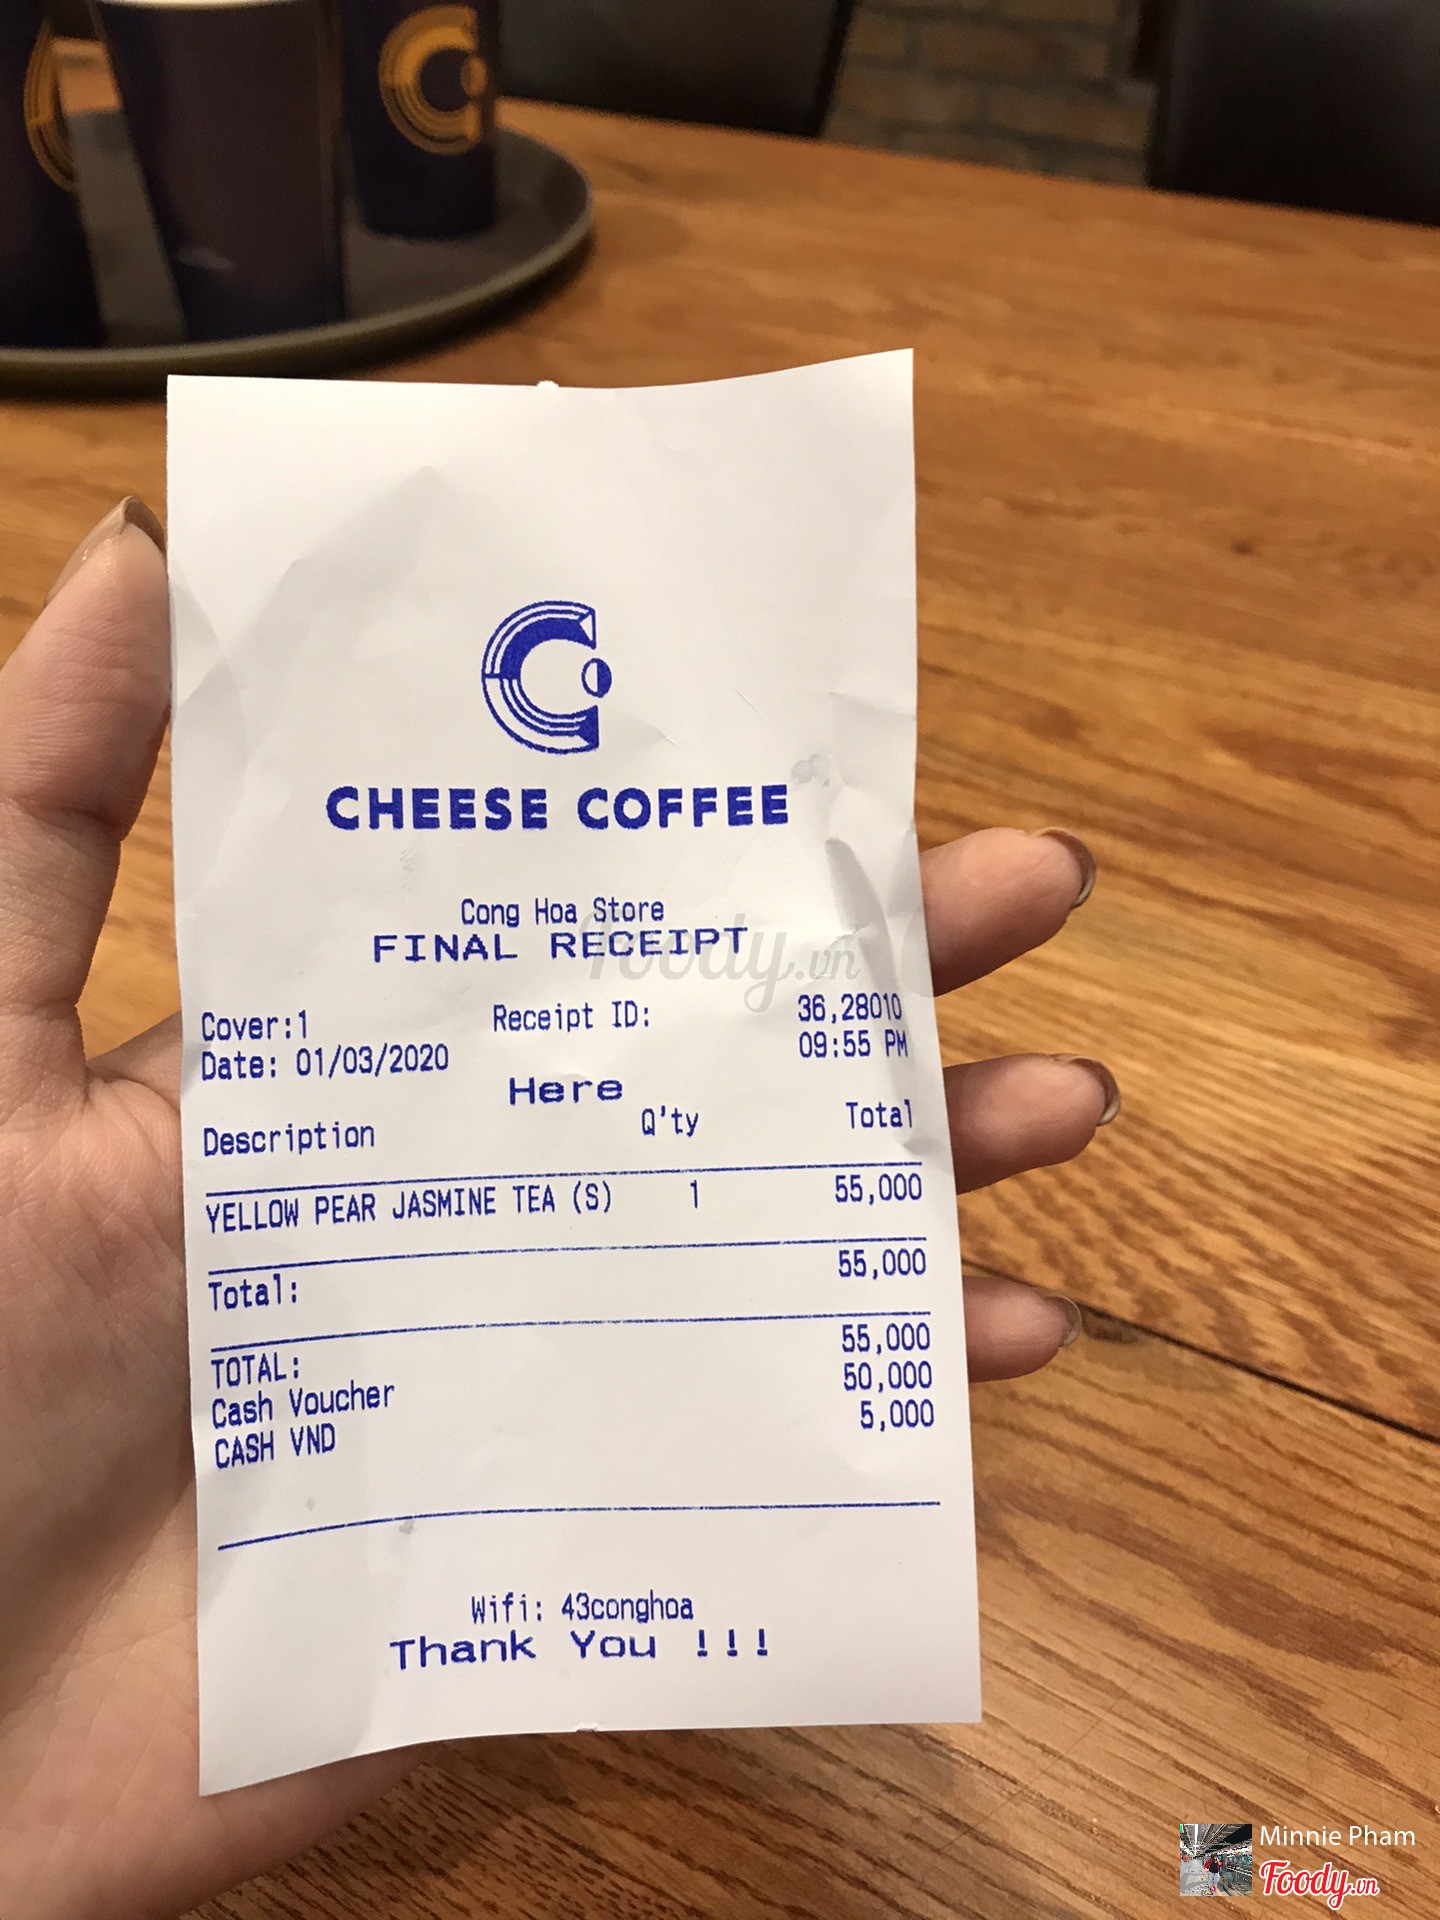 CHEESE COFFEE
Cong Hoa Store
FINAL RECEIPT
Cover:1 Receipt ID: 36,28010
Date: 01/03/2020 09:55 PM
Here
Description Q'ty Total
YELLOW PEAR JASMINE TEA (S) 1 55,000
Total: 55,000
TOTAL: 55,000
Cash Voucher 50,000
CASH VND 5,000
Wifi: 43conghoa
Thank You !!!
Foody.vn
Minnie Pham
Foody.vn